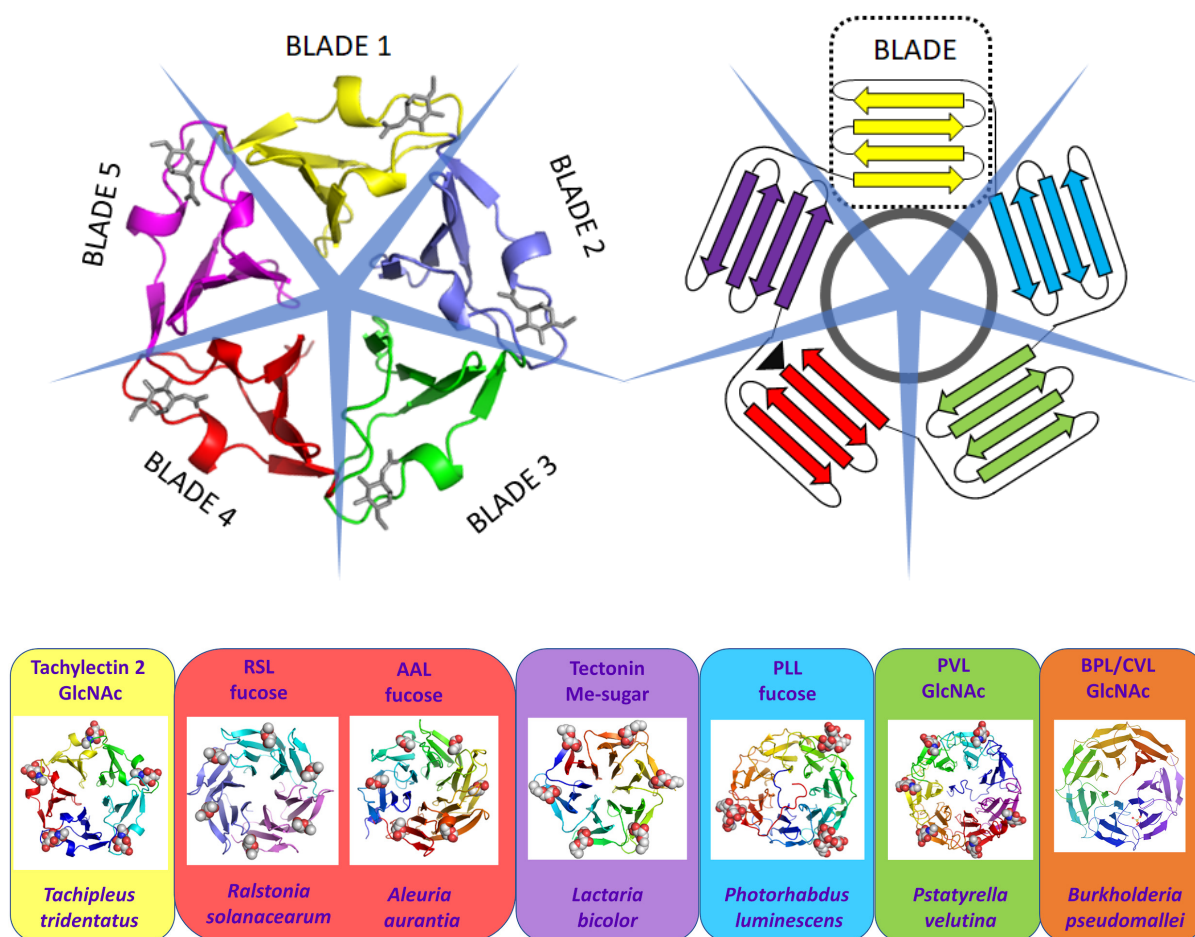 BLADE 1
BLADE 2
BLADE 3
BLADE 4
BLADE 5
BLADE
Tachylectin 2
GlcNAc
Tachipleus
tridentatus
RSL
fucose
Ralstonia
solanacearum
AAL
fucose
Aleuria
aurantia
Tectonin
Me-sugar
Lactaria
bicolor
PLL
fucose
Photorhabdus
luminescens
PVL
GlcNAc
Pstatyrella
velutina
BPL/CVL
GlcNAc
Burkholderia
pseudomallei